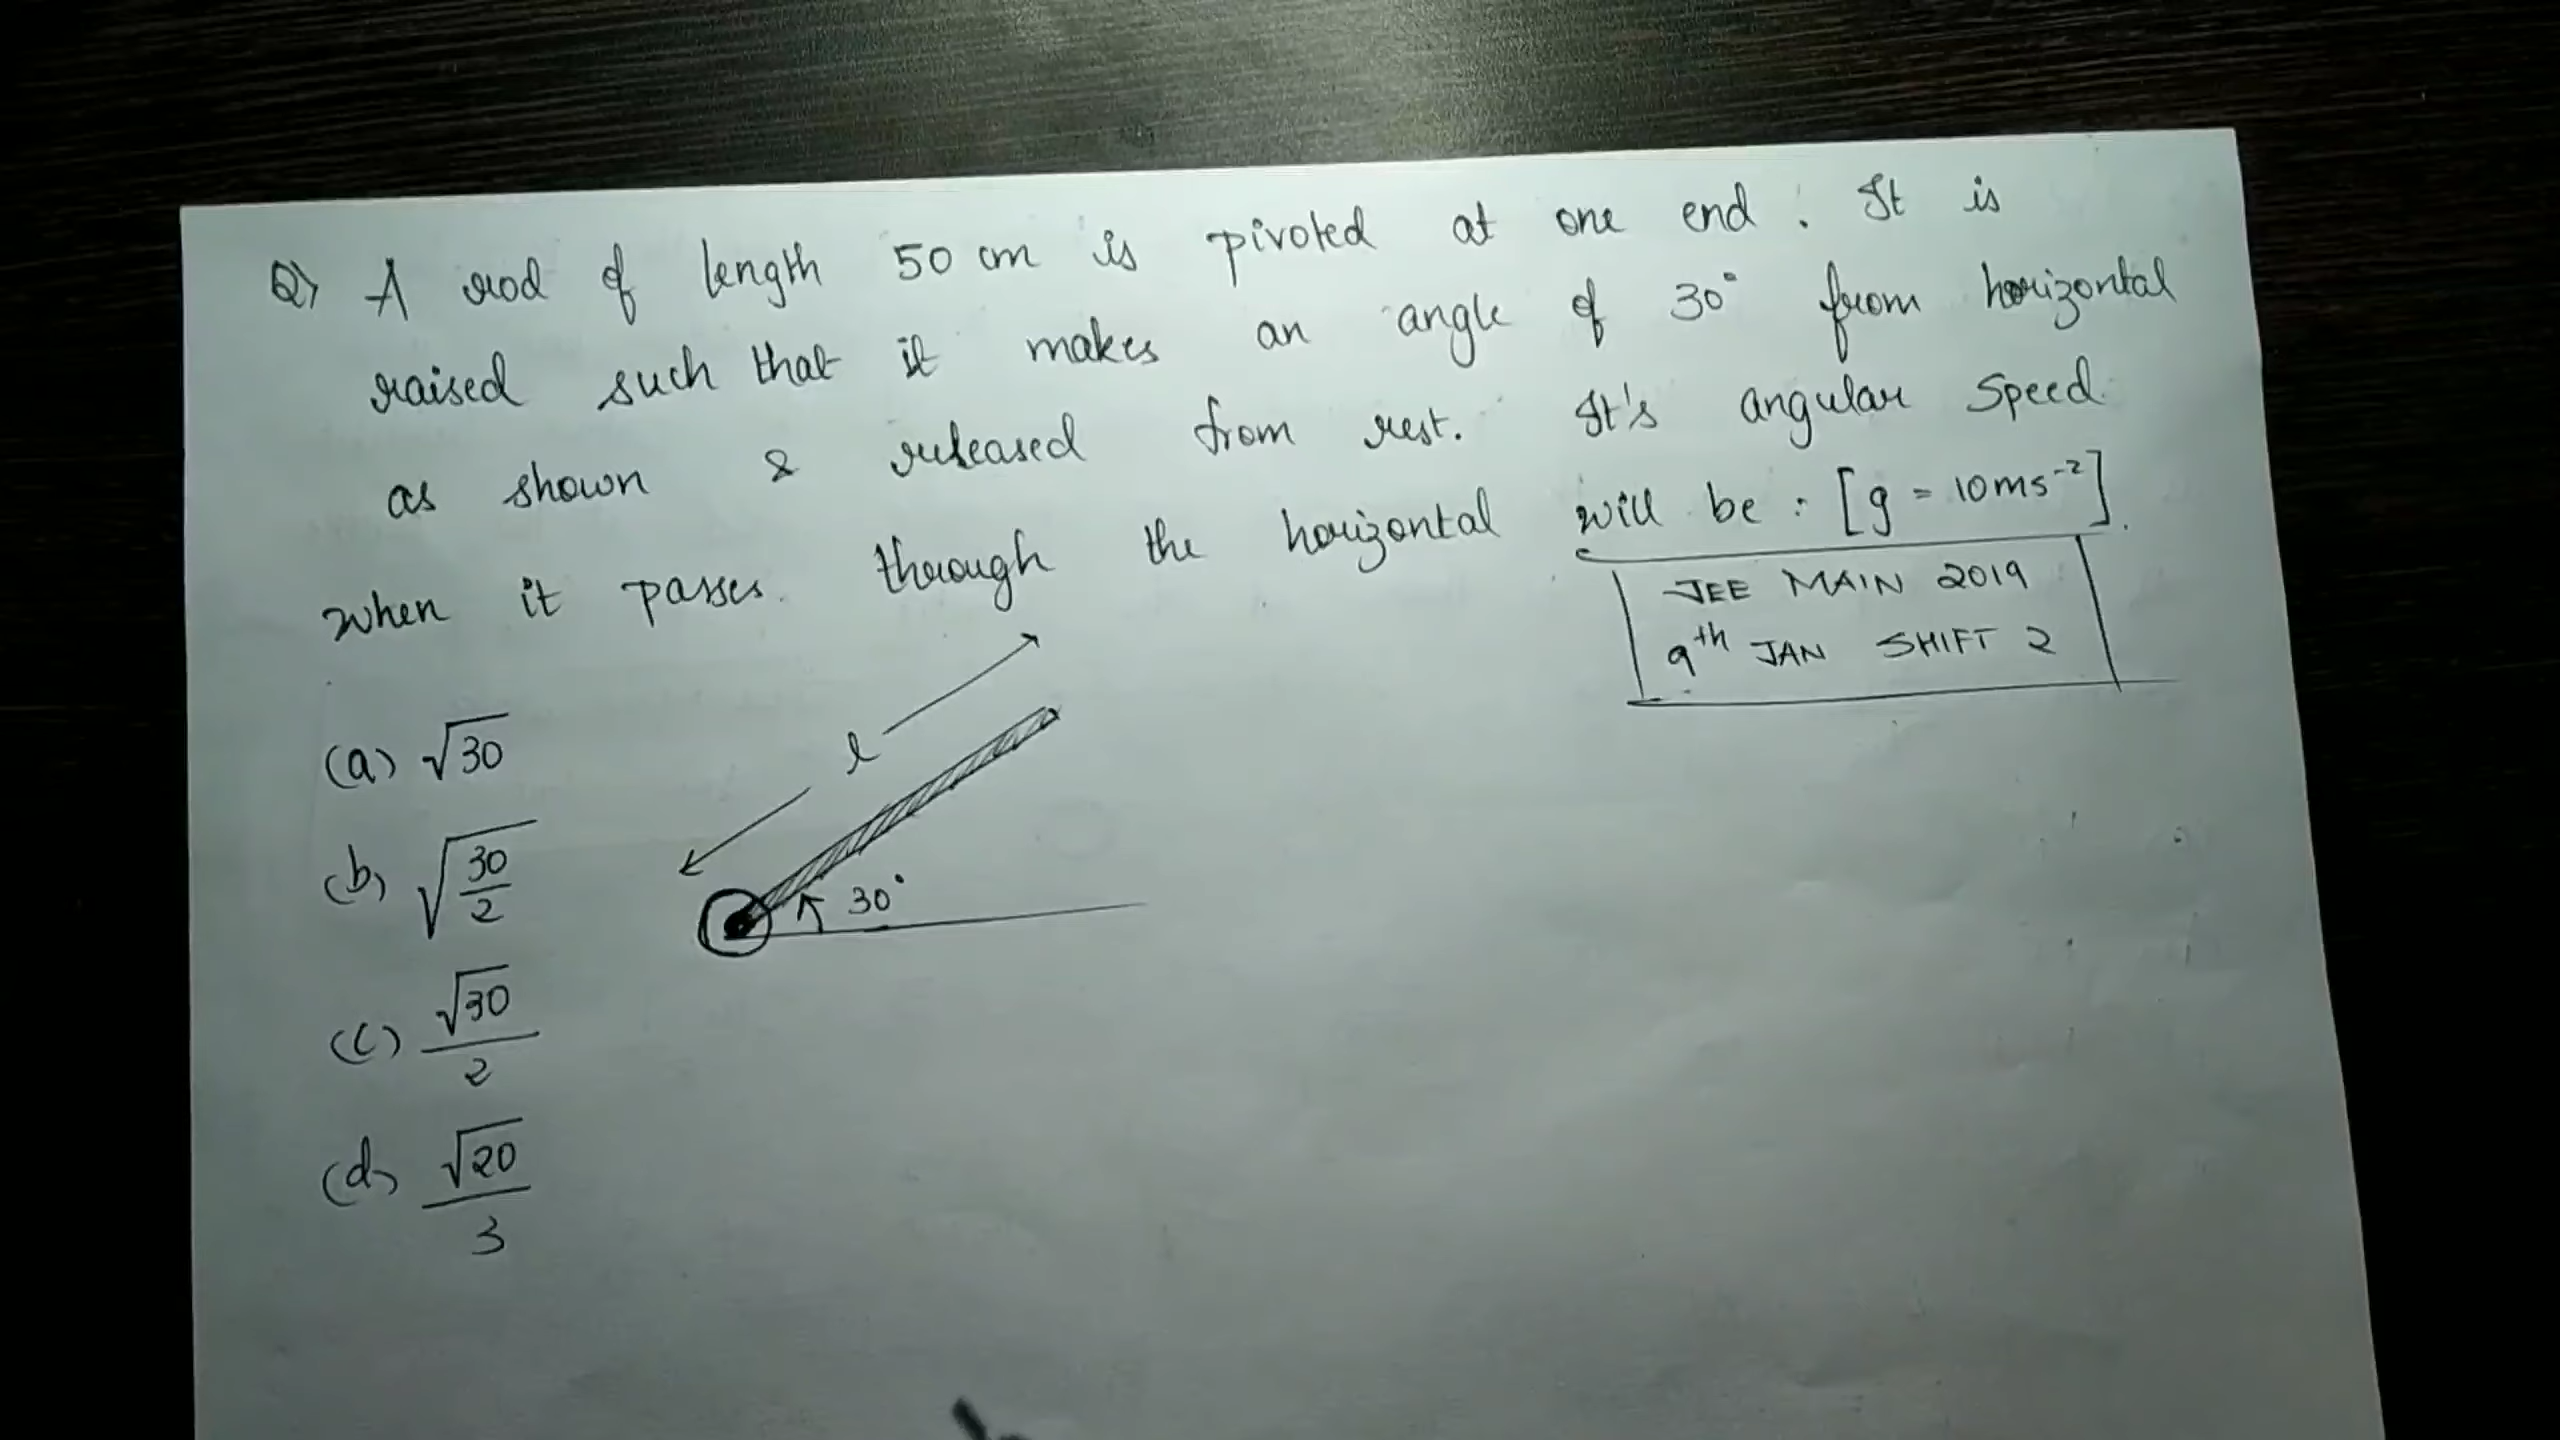 Q) A rod of length 50 cm is pivoted at one end. It is
raised such that it makes an angle of 30° from horizontal
as shown & released from rest. It's angular speed
when it passes through the horizontal will be : [g = 10 ms⁻²].
JEE MAIN 2019
9th JAN SHIFT 2
(a) √30
(b) √(30/2)
(c) √30/2
(d) √20/3
l
30°